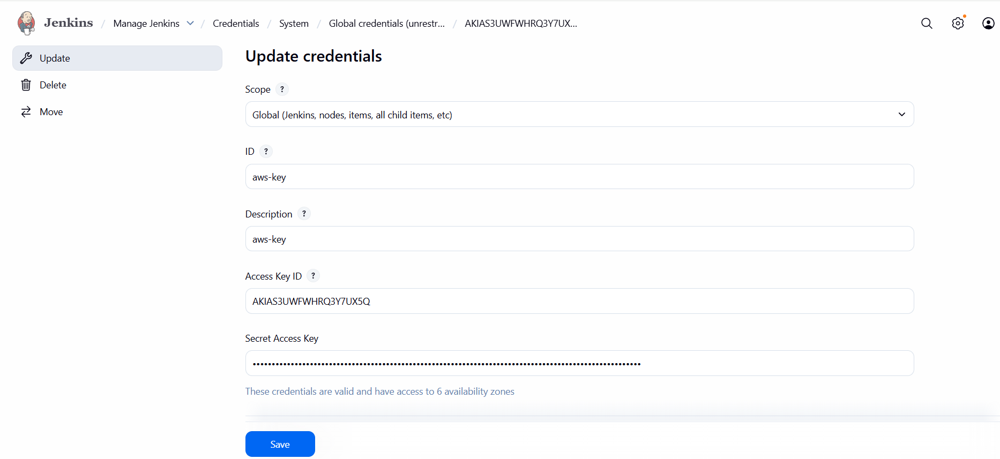 Jenkins / Manage Jenkins / Credentials / System / Global credentials (unrestr... / AKIAS3UWFWHRQ3Y7UX...
Update
Delete
Move
Update credentials
Scope ?
Global (Jenkins, nodes, items, all child items, etc)
ID ?
aws-key
Description ?
aws-key
Access Key ID ?
AKIAS3UWFWHRQ3Y7UX5Q
Secret Access Key
These credentials are valid and have access to 6 availability zones
Save